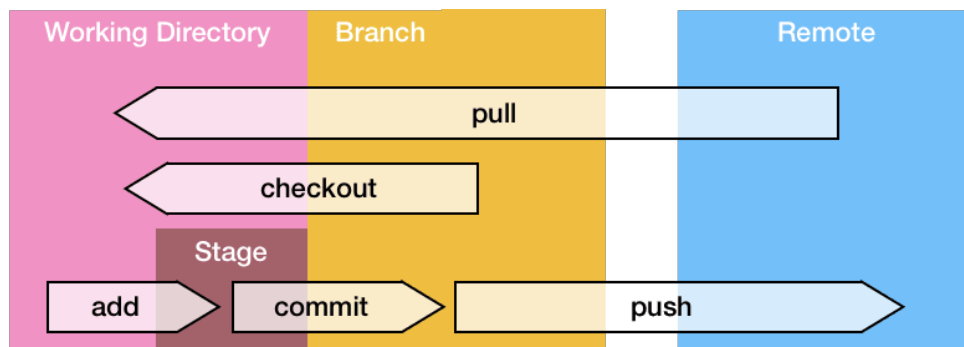 Working Directory Branch Remote
pull
checkout
Stage
add commit push